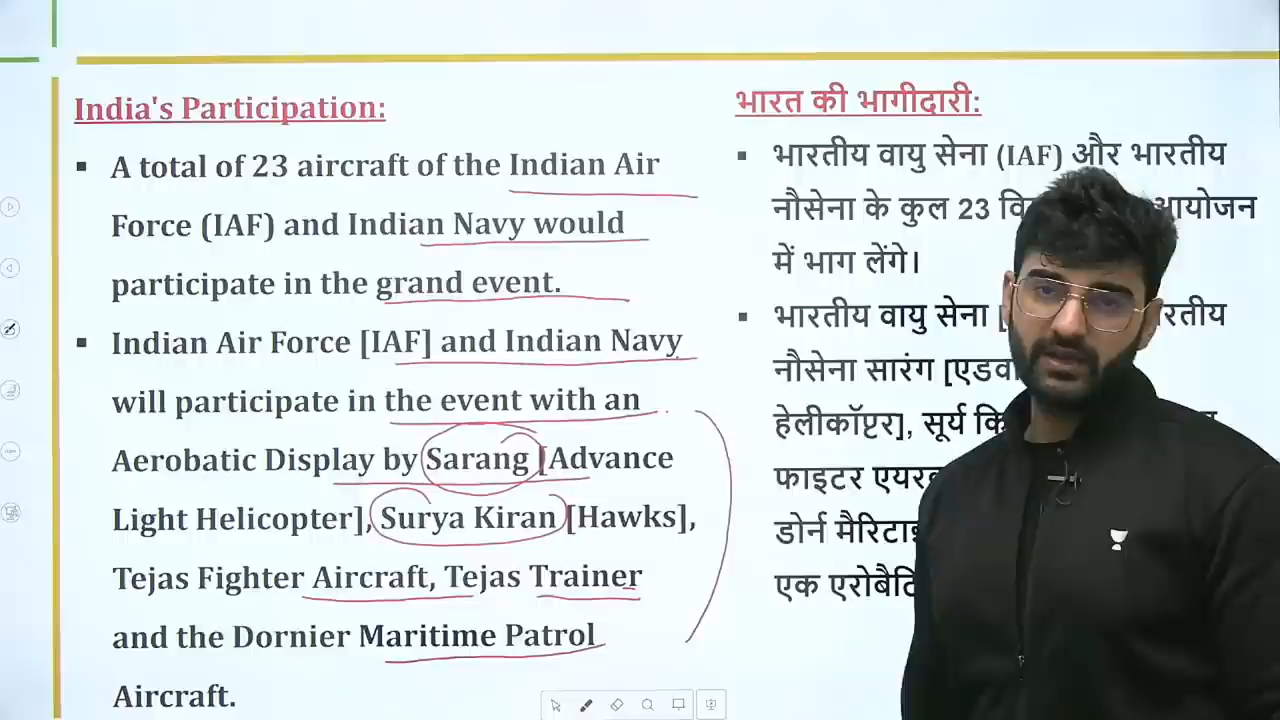 India's Participation:
▪ A total of 23 aircraft of the Indian Air
Force (IAF) and Indian Navy would
participate in the grand event.
▪ Indian Air Force [IAF] and Indian Navy
will participate in the event with an
Aerobatic Display by Sarang [Advance
Light Helicopter], Surya Kiran [Hawks],
Tejas Fighter Aircraft, Tejas Trainer
and the Dornier Maritime Patrol
Aircraft.
भारत की भागीदारी:
▪ भारतीय वायु सेना (IAF) और भारतीय
नौसेना के कुल 23 आयोजन
में भाग लेंगे।
▪ भारतीय वायु सेना [
नौसेना सारंग
हेलीकॉप्टर], सूर्य
फाइटर
डोर्न
एक